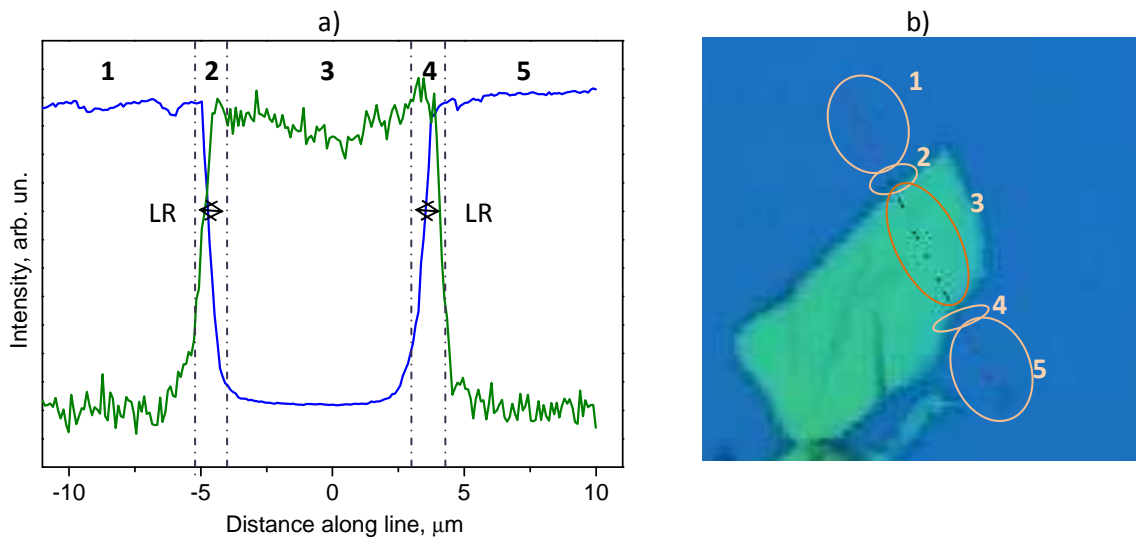 a)
1 2 3 4 5
LR LR
Intensity, arb. un.
-10 -5 0 5 10
Distance along line, μm
b)
1
2
3
4
5